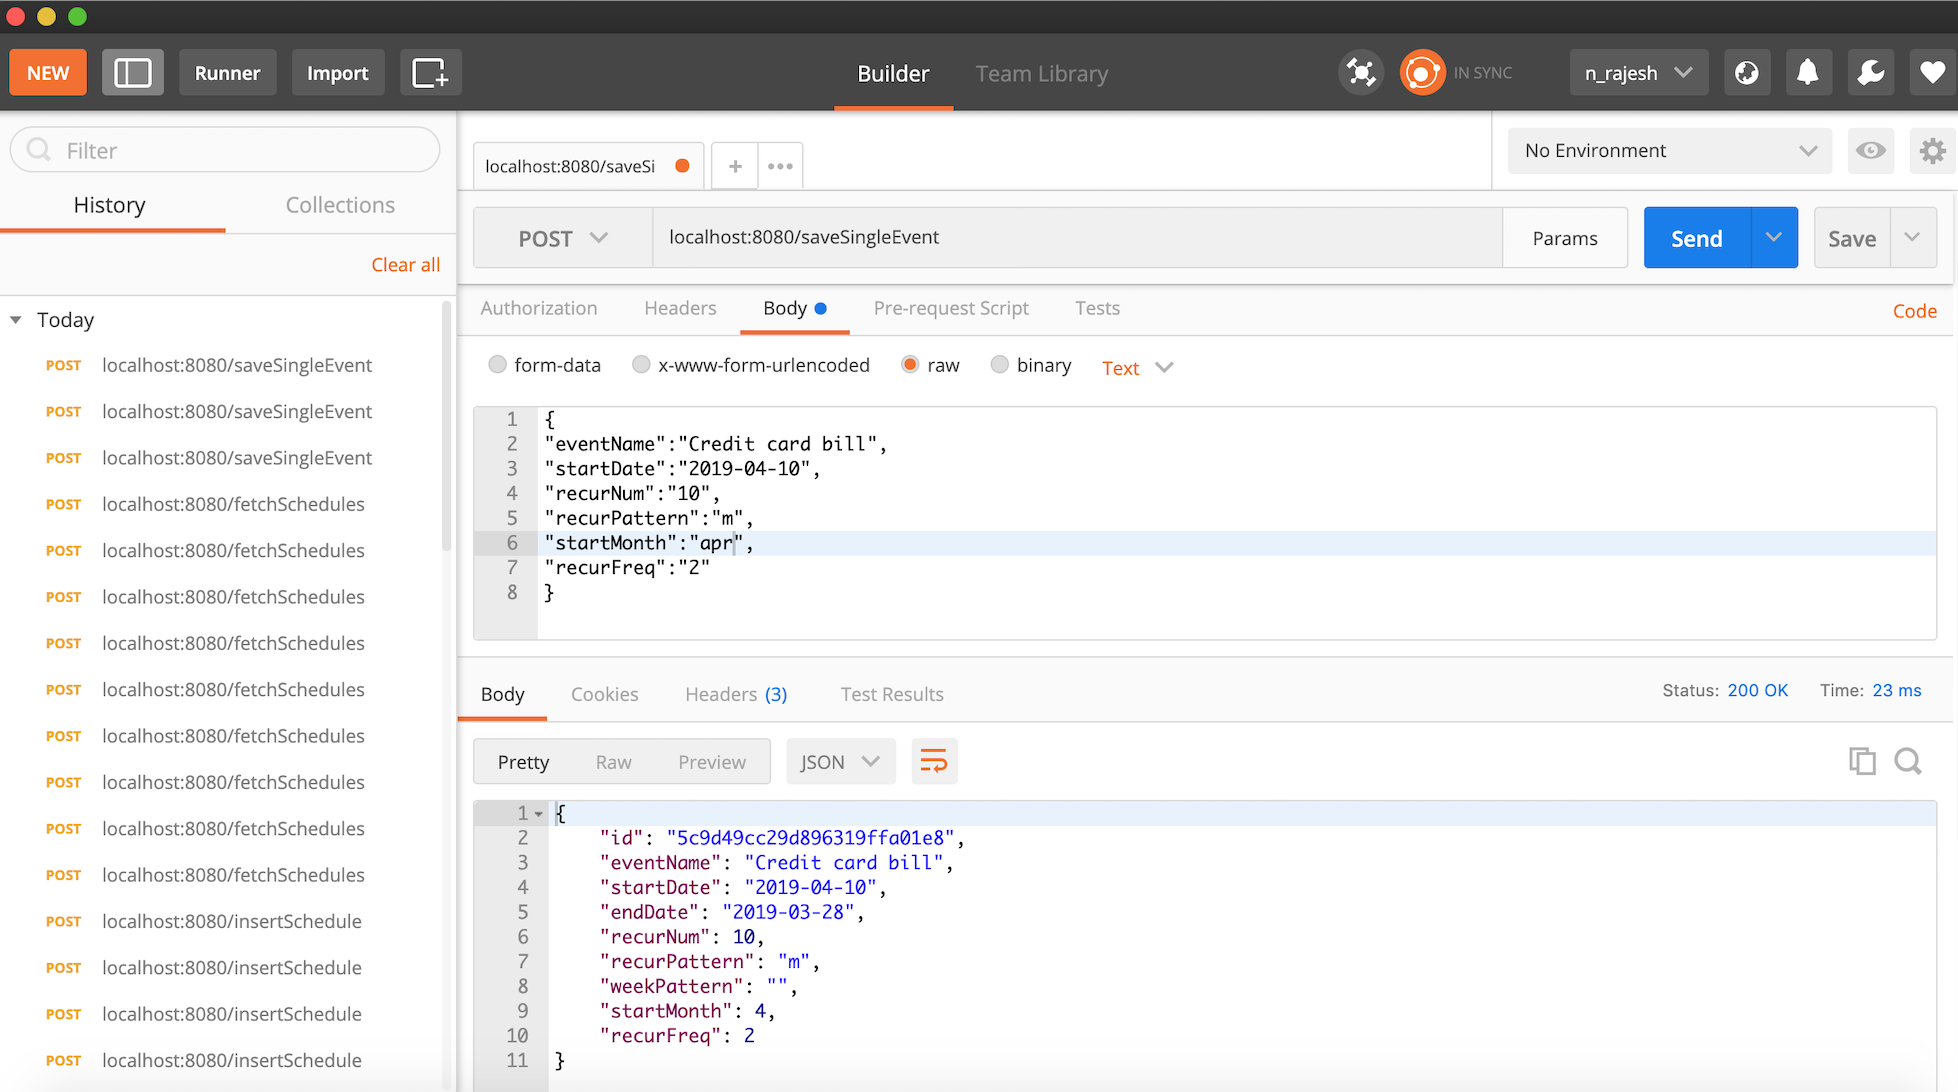 NEW Runner Import Builder Team Library IN SYNC n_rajesh
Filter
History Collections
Clear all
Today
POST localhost:8080/saveSingleEvent
POST localhost:8080/saveSingleEvent
POST localhost:8080/saveSingleEvent
POST localhost:8080/fetchSchedules
POST localhost:8080/fetchSchedules
POST localhost:8080/fetchSchedules
POST localhost:8080/fetchSchedules
POST localhost:8080/fetchSchedules
POST localhost:8080/fetchSchedules
POST localhost:8080/fetchSchedules
POST localhost:8080/fetchSchedules
POST localhost:8080/fetchSchedules
POST localhost:8080/insertSchedule
POST localhost:8080/insertSchedule
POST localhost:8080/insertSchedule
POST localhost:8080/insertSchedule
localhost:8080/saveSi + ••• No Environment
POST localhost:8080/saveSingleEvent Params Send Save
Authorization Headers Body Pre-request Script Tests Code
form-data x-www-form-urlencoded raw binary Text
1 {
2 "eventName":"Credit card bill",
3 "startDate":"2019-04-10",
4 "recurNum":"10",
5 "recurPattern":"m",
6 "startMonth":"apr",
7 "recurFreq":"2"
8 }
Body Cookies Headers (3) Test Results Status: 200 OK Time: 23 ms
Pretty Raw Preview JSON
1 {
2 "id": "5c9d49cc29d896319ffa01e8",
3 "eventName": "Credit card bill",
4 "startDate": "2019-04-10",
5 "endDate": "2019-03-28",
6 "recurNum": 10,
7 "recurPattern": "m",
8 "weekPattern": "",
9 "startMonth": 4,
10 "recurFreq": 2
11 }